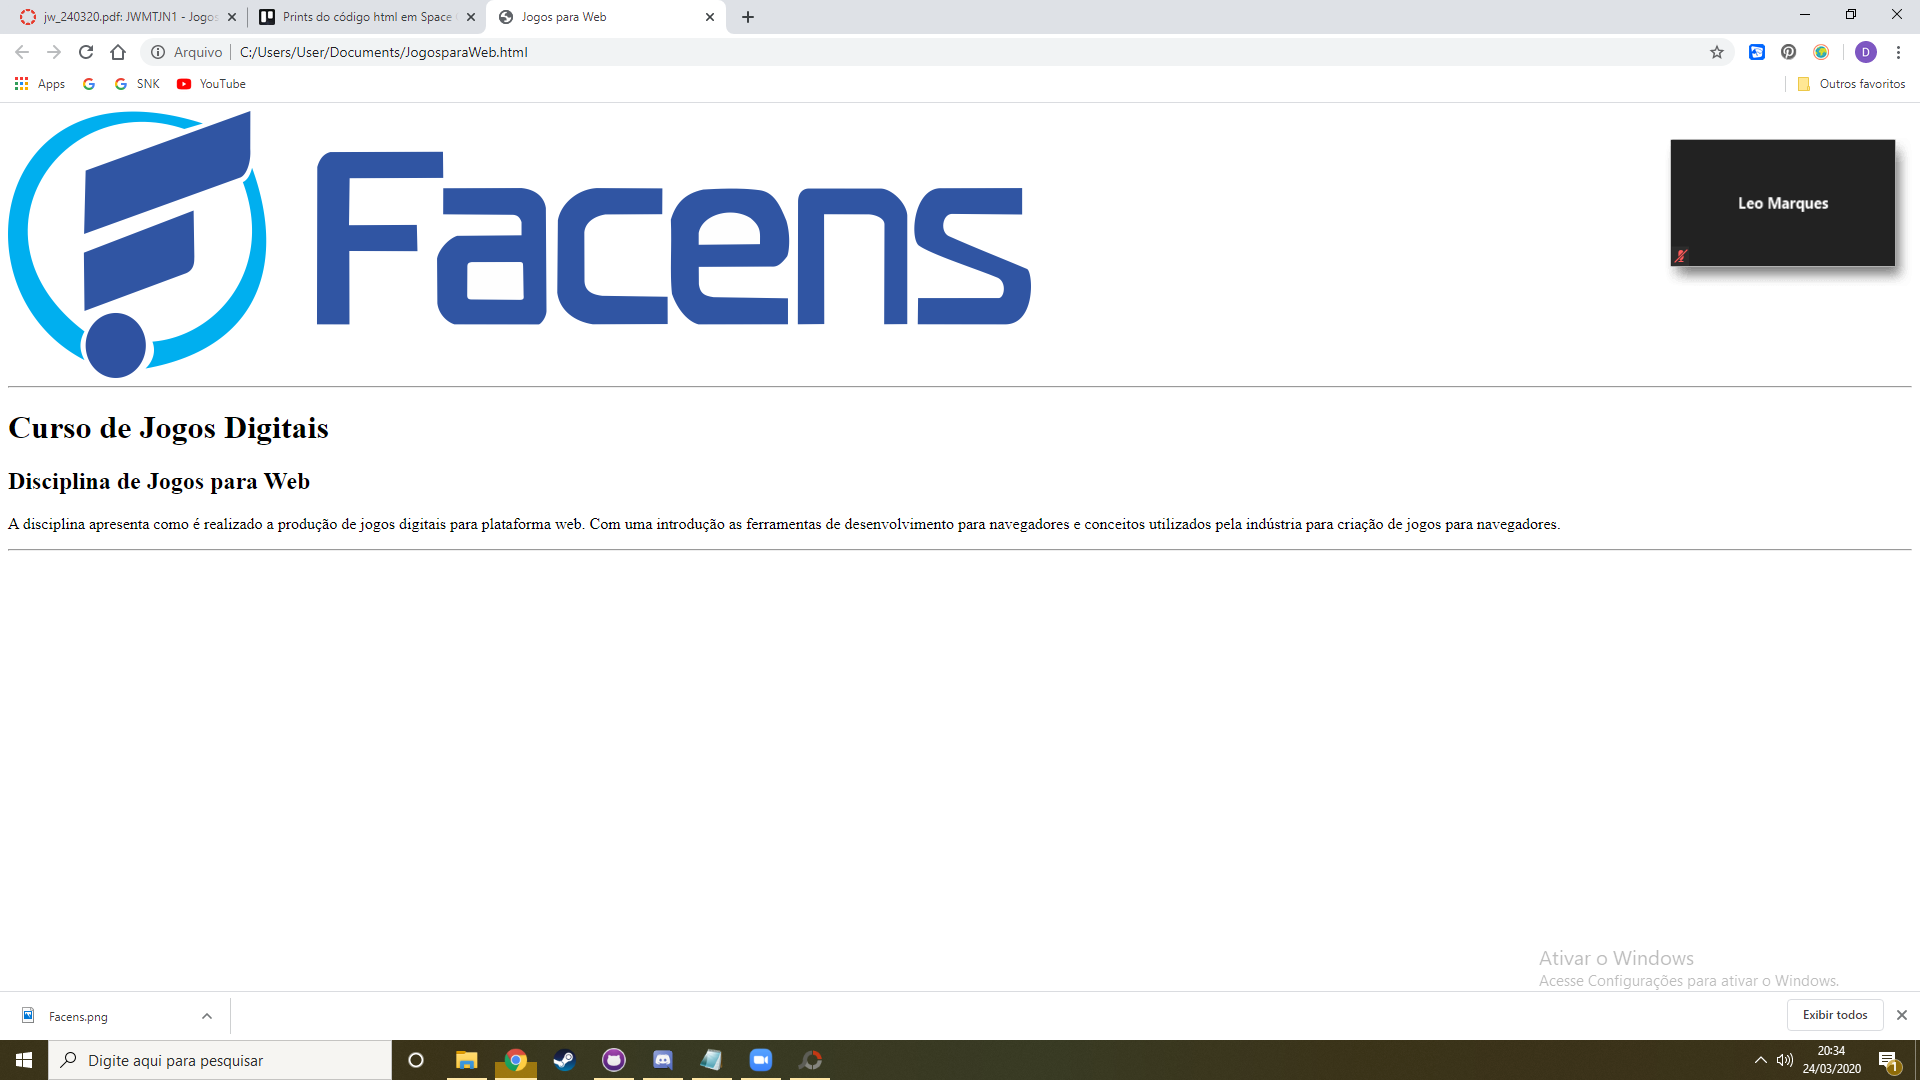 jw_240320.pdf: JWMTJN1 - Jogos
Prints do código html em Space
Jogos para Web
Arquivo
C:/Users/User/Documents/JogosparaWeb.html
D
Apps
SNK
YouTube
Outros favoritos
Facens
Leo Marques
Curso de Jogos Digitais
Disciplina de Jogos para Web
A disciplina apresenta como é realizado a produção de jogos digitais para plataforma web. Com uma introdução as ferramentas de desenvolvimento para navegadores e conceitos utilizados pela indústria para criação de jogos para navegadores.
Ativar o Windows
Acesse Configurações para ativar o Windows.
Facens.png
Exibir todos
Digite aqui para pesquisar
20:34
24/03/2020
1